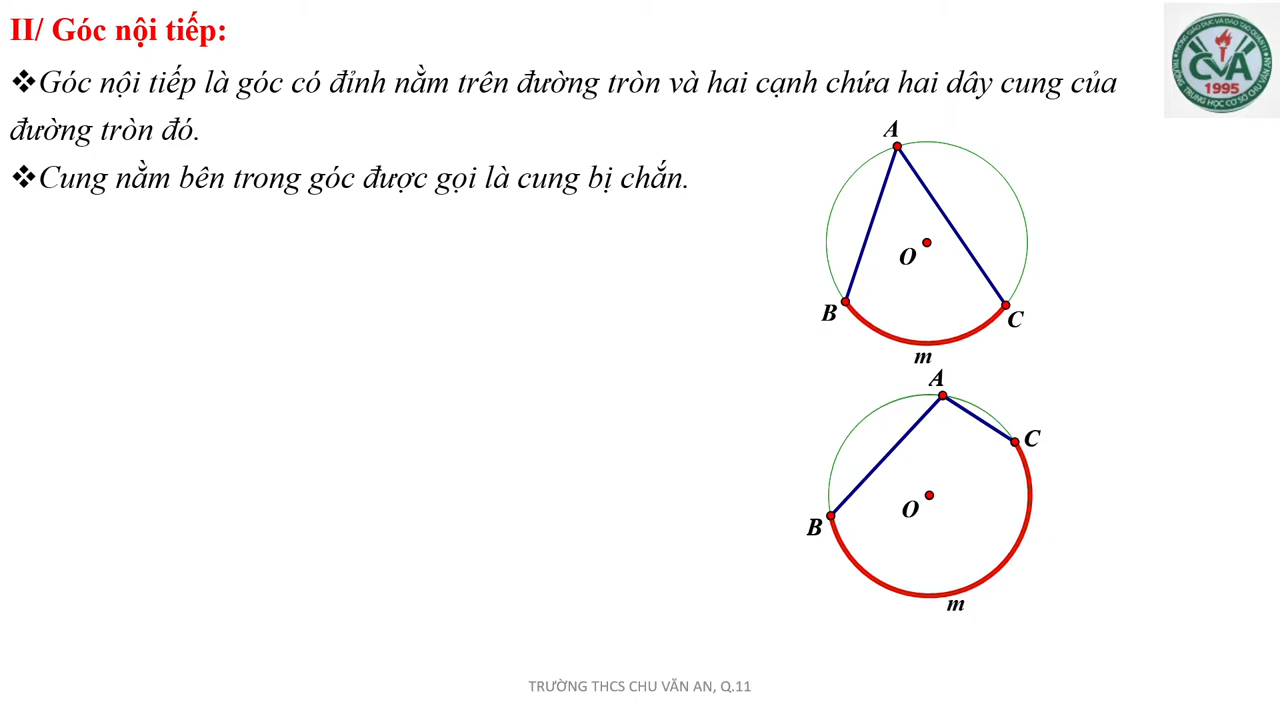 II/ Góc nội tiếp:
❖Góc nội tiếp là góc có đỉnh nằm trên đường tròn và hai cạnh chứa hai dây cung của
đường tròn đó.
❖Cung nằm bên trong góc được gọi là cung bị chắn.
CVA
1995
A
O
B
C
m
A
C
O
B
m
TRƯỜNG THCS CHU VĂN AN, Q.11